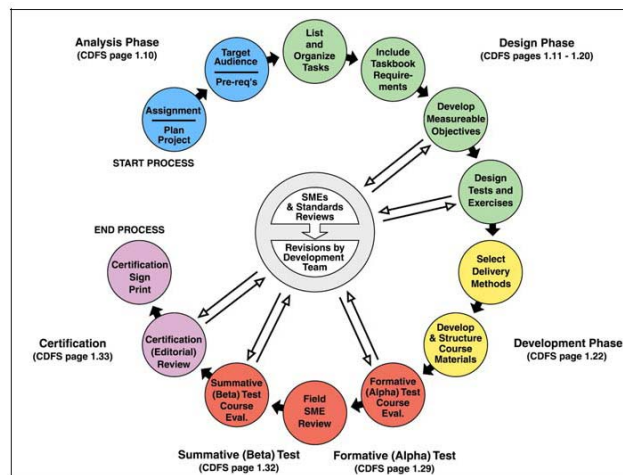 Analysis Phase
(CDFS page 1.10)
Target
Audience
Pre-req's
List
and
Organize
Tasks
Include
Taskbook
Require-
ments
Design Phase
(CDFS pages 1.11 - 1.20)
Assignment
Plan
Project
START PROCESS
Develop
Measureable
Objectives
Design
Tests and
Exercises
SMEs
& Standards
Reviews
Revisions by
Development
Team
END PROCESS
Certification
Sign
Print
Select
Delivery
Methods
Certification
(CDFS page 1.33)
Certification
(Editorial)
Review
Develop
& Structure
Course
Materials
Development Phase
(CDFS page 1.22)
Summative
(Beta) Test
Course
Eval.
Field
SME
Review
Formative
(Alpha) Test
Course
Eval.
Summative (Beta) Test
(CDFS page 1.32)
Formative (Alpha) Test
(CDFS page 1.29)